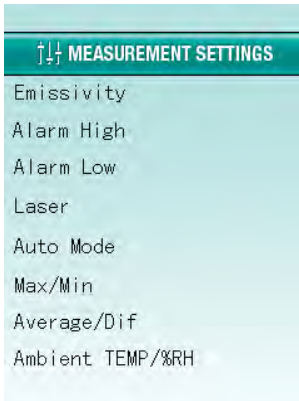 MEASUREMENT SETTINGS
Emissivity
Alarm High
Alarm Low
Laser
Auto Mode
Max/Min
Average/Dif
Ambient TEMP/%RH